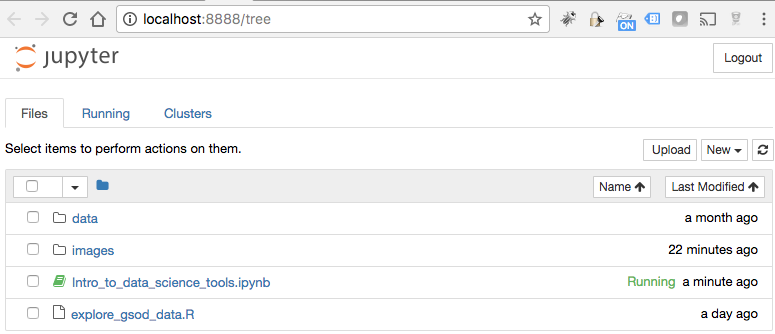 localhost:8888/tree
ON
jupyter
Logout
Files Running Clusters
Select items to perform actions on them.
Upload New
Name Last Modified
data a month ago
images 22 minutes ago
Intro_to_data_science_tools.ipynb Running a minute ago
explore_gsod_data.R a day ago